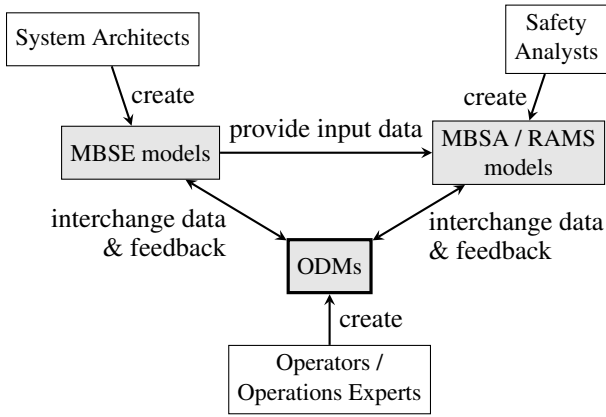 System Architects
Safety
Analysts
create
create
provide input data
MBSE models
MBSA / RAMS
models
interchange data
& feedback
interchange data
& feedback
ODMs
create
Operators /
Operations Experts